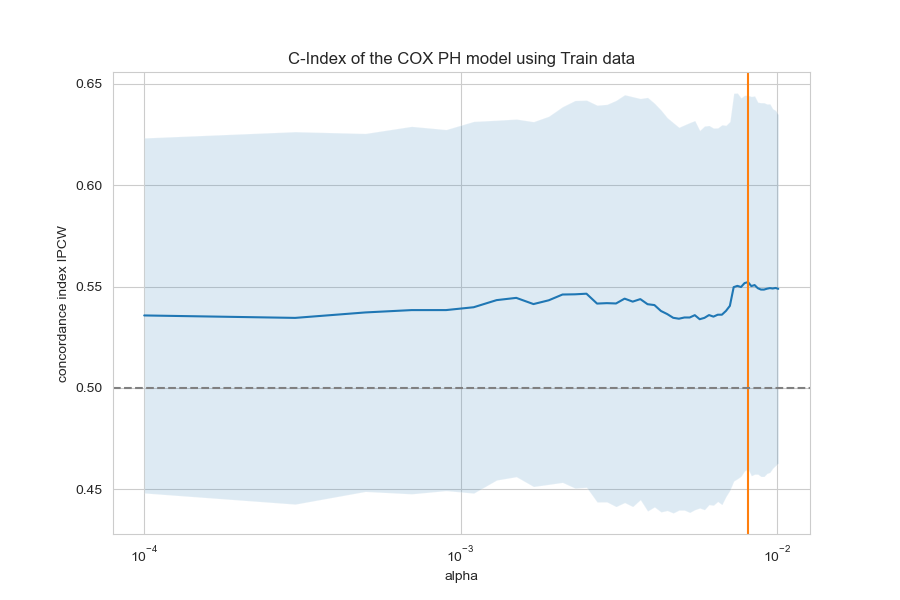 C-Index of the COX PH model using Train data
concordance index IPCW
0.65
0.60
0.55
0.50
0.45
10⁻⁴
10⁻³
10⁻²
alpha